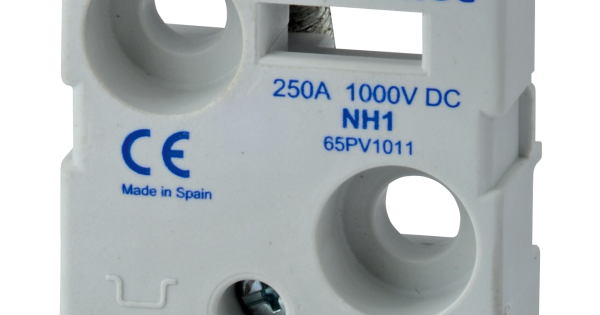 250A 1000V DC
NH1
65PV1011
CE
Made in Spain